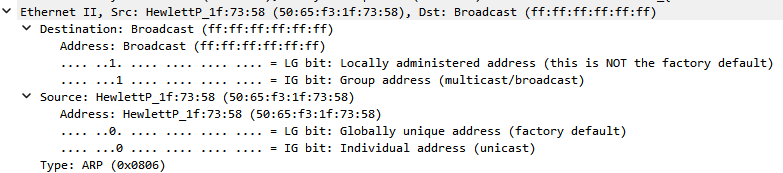 Ethernet II, Src: HewlettP_1f:73:58 (50:65:f3:1f:73:58), Dst: Broadcast (ff:ff:ff:ff:ff:ff)
Destination: Broadcast (ff:ff:ff:ff:ff:ff)
Address: Broadcast (ff:ff:ff:ff:ff:ff)
.... ..1. .... .... .... .... = LG bit: Locally administered address (this is NOT the factory default)
.... ...1 .... .... .... .... = IG bit: Group address (multicast/broadcast)
Source: HewlettP_1f:73:58 (50:65:f3:1f:73:58)
Address: HewlettP_1f:73:58 (50:65:f3:1f:73:58)
.... ..0. .... .... .... .... = LG bit: Globally unique address (factory default)
.... ...0 .... .... .... .... = IG bit: Individual address (unicast)
Type: ARP (0x0806)